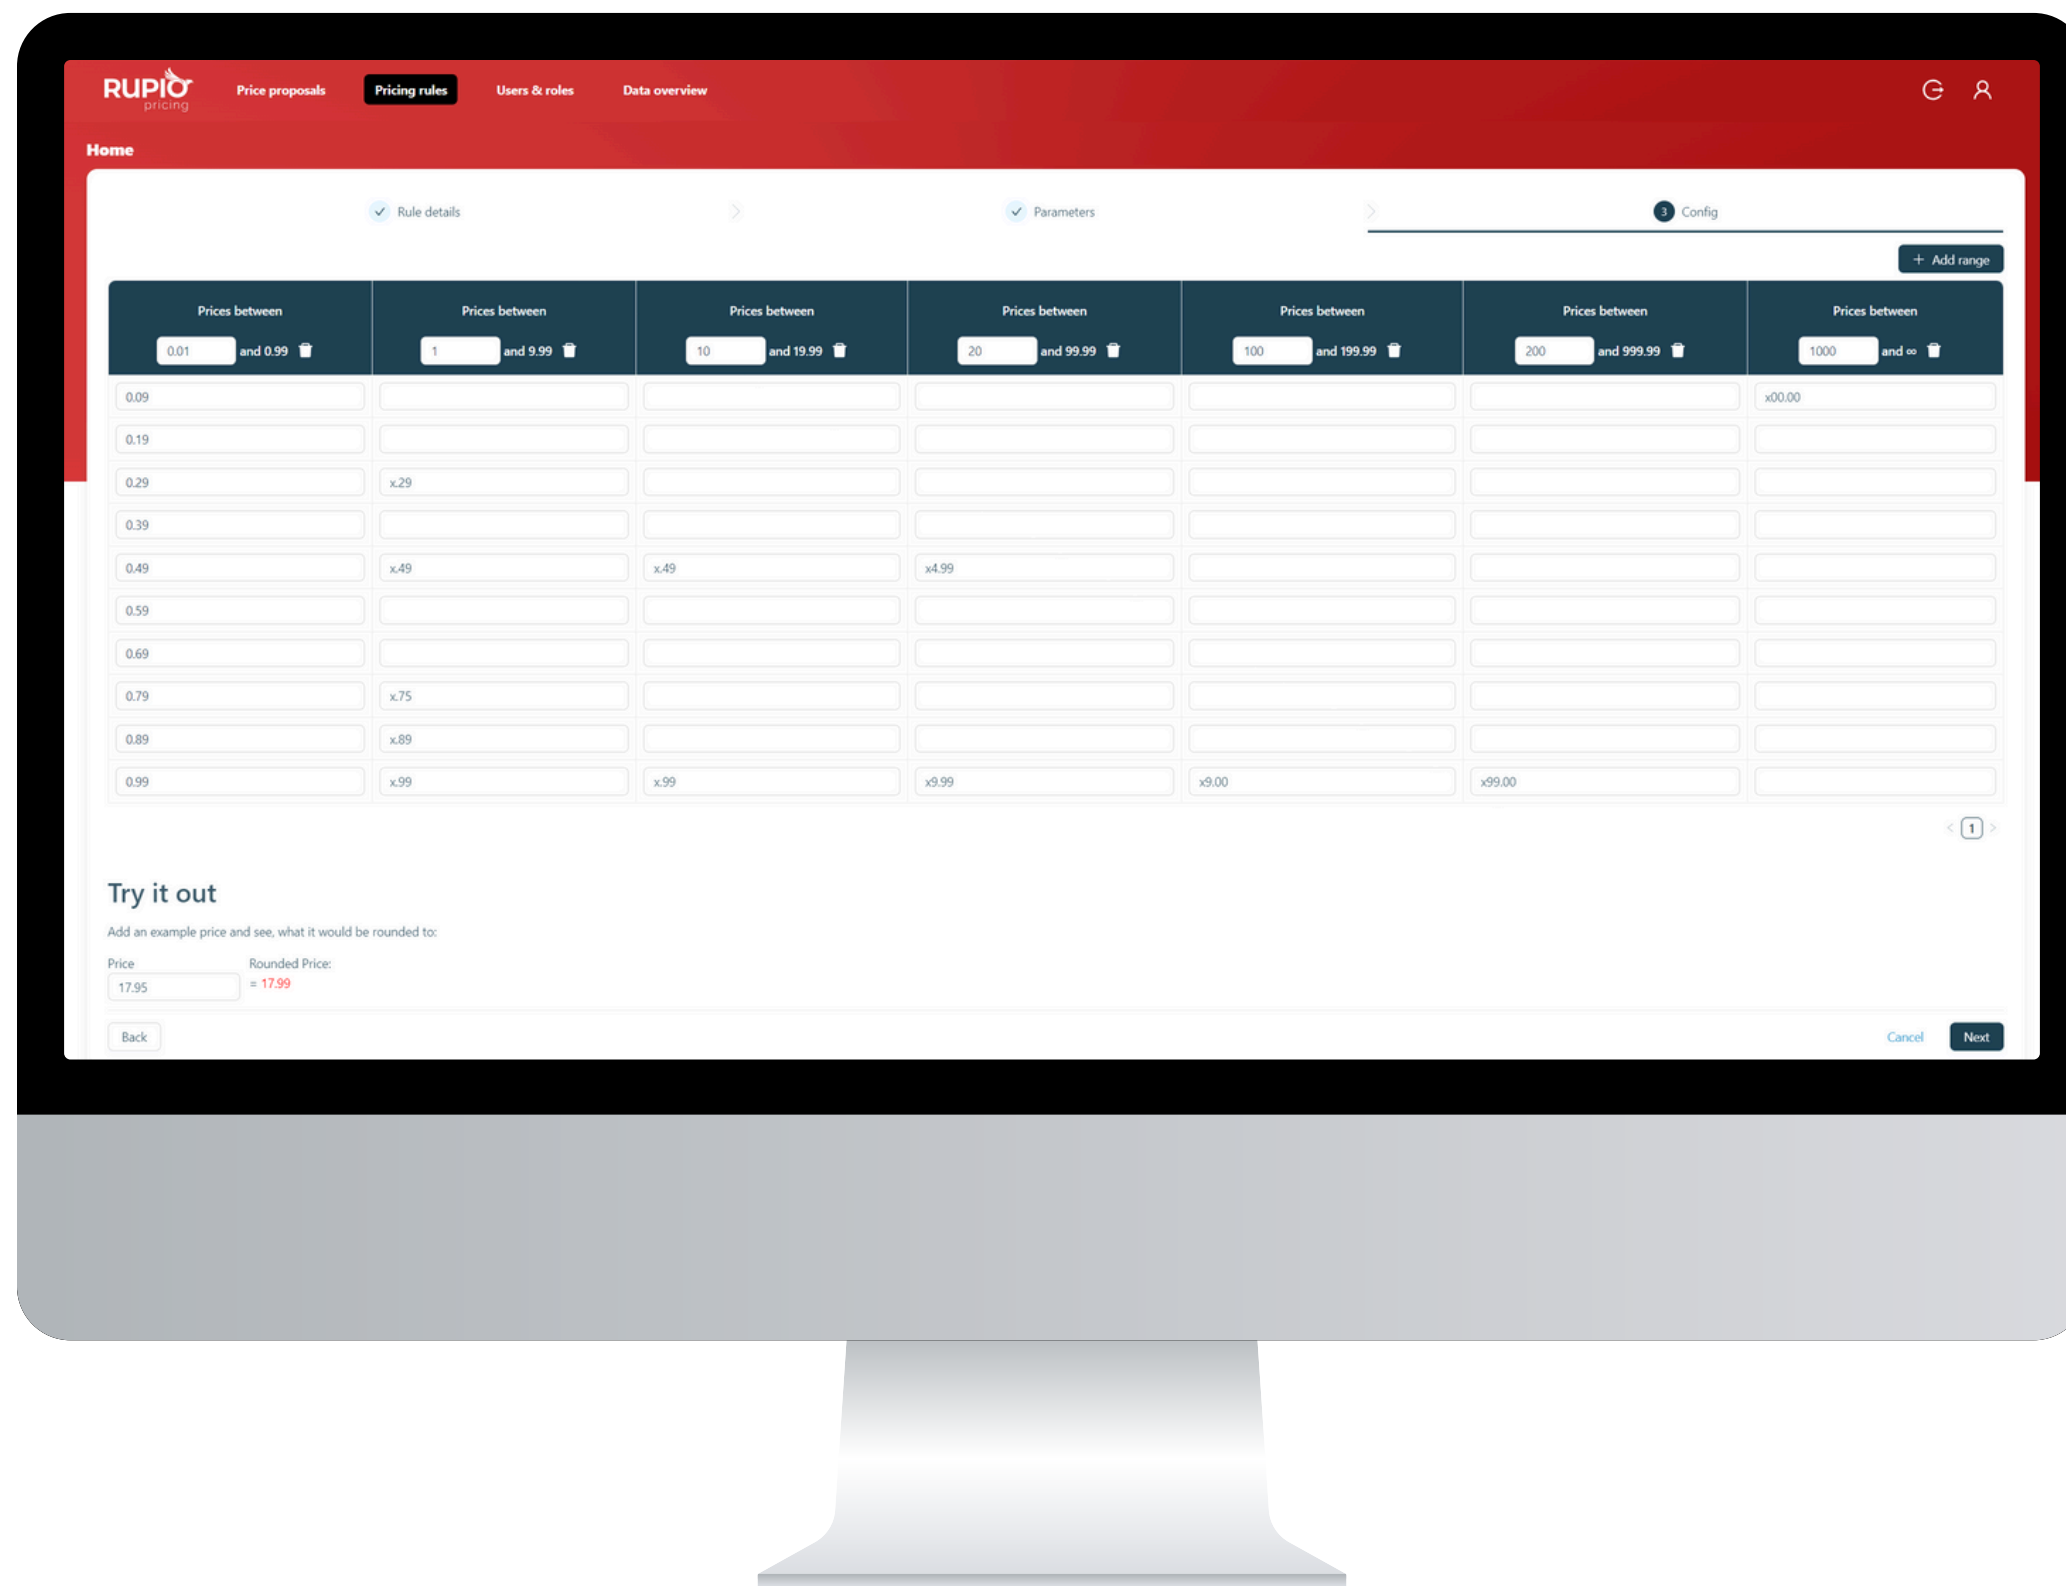 RUPIO
pricing
Price proposals Pricing rules Users & roles Data overview
Home
Rule details Parameters 3 Config
+ Add range
Prices between Prices between Prices between Prices between Prices between Prices between Prices between
0.01 and 0.99 1 and 9.99 10 and 19.99 20 and 99.99 100 and 199.99 200 and 999.99 1000 and ∞
0.09 x00.00
0.19
0.29 x.29
0.39
0.49 x.49 x.49 x4.99
0.59
0.69
0.79 x.75
0.89 x.89
0.99 x.99 x.99 x9.99 x9.00 x99.00
< 1 >
Try it out
Add an example price and see, what it would be rounded to:
Price Rounded Price:
17.95 = 17.99
Back Cancel Next